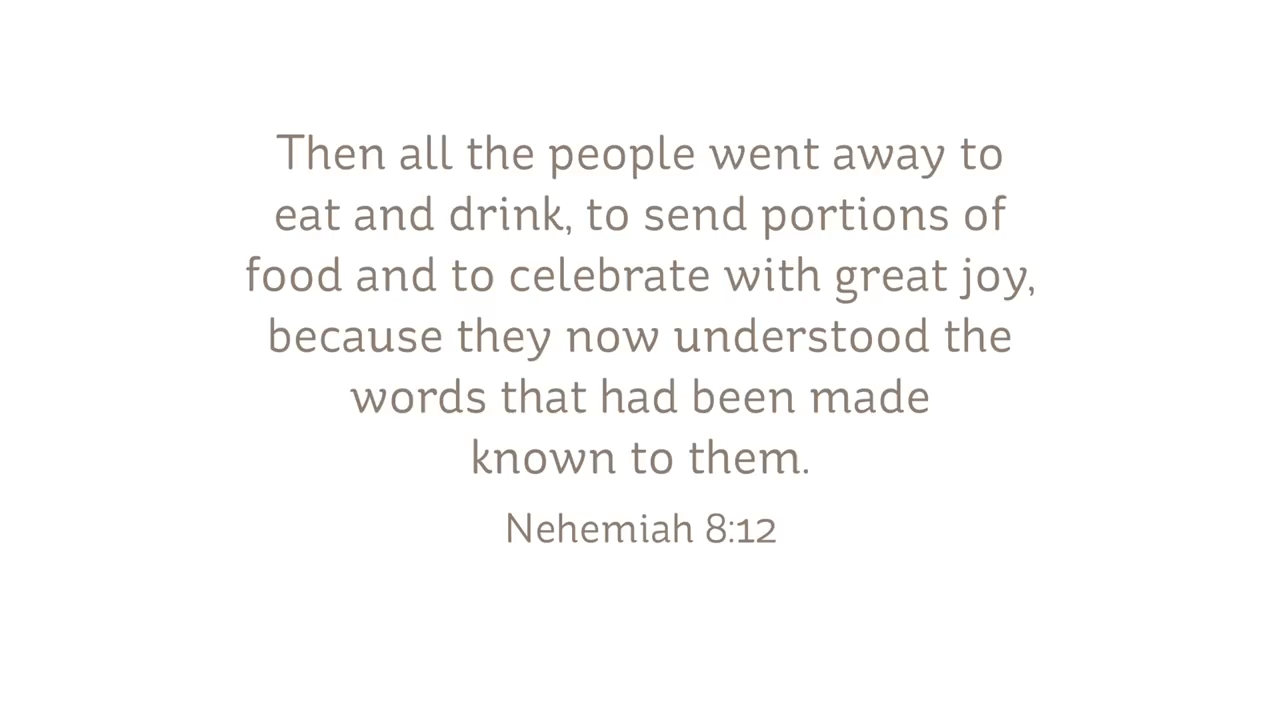 Then all the people went away to
eat and drink, to send portions of
food and to celebrate with great joy,
because they now understood the
words that had been made
known to them.
Nehemiah 8:12